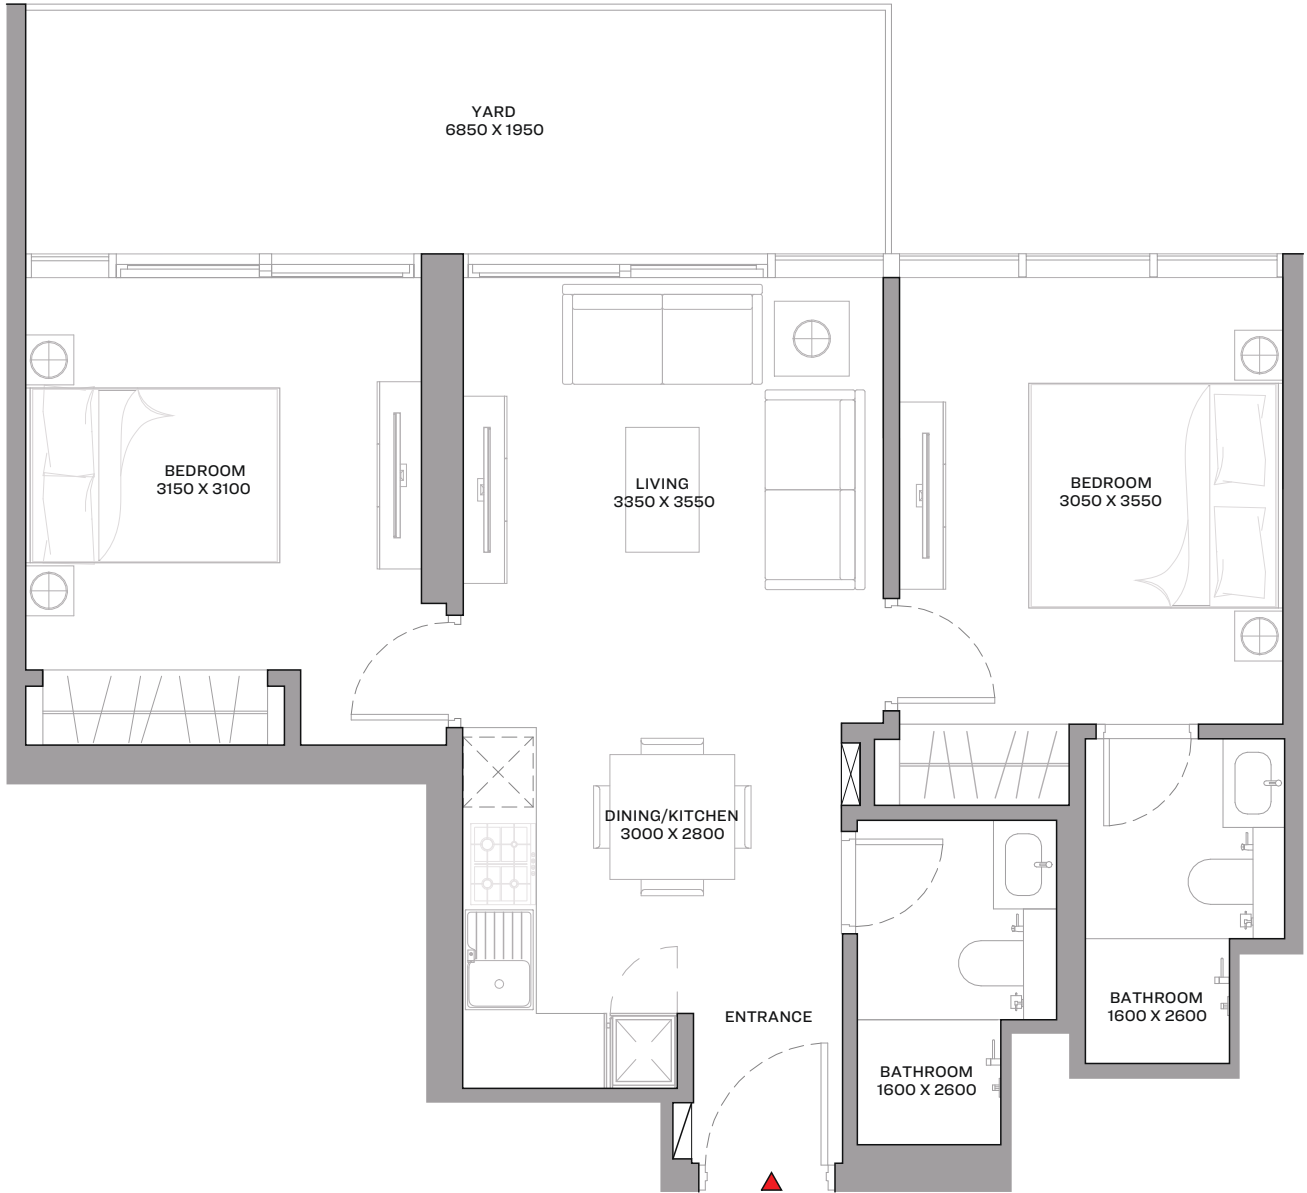 YARD
6850 X 1950
BEDROOM
3150 X 3100
LIVING
3350 X 3550
BEDROOM
3050 X 3550
DINING/KITCHEN
3000 X 2800
ENTRANCE
BATHROOM
1600 X 2600
BATHROOM
1600 X 2600